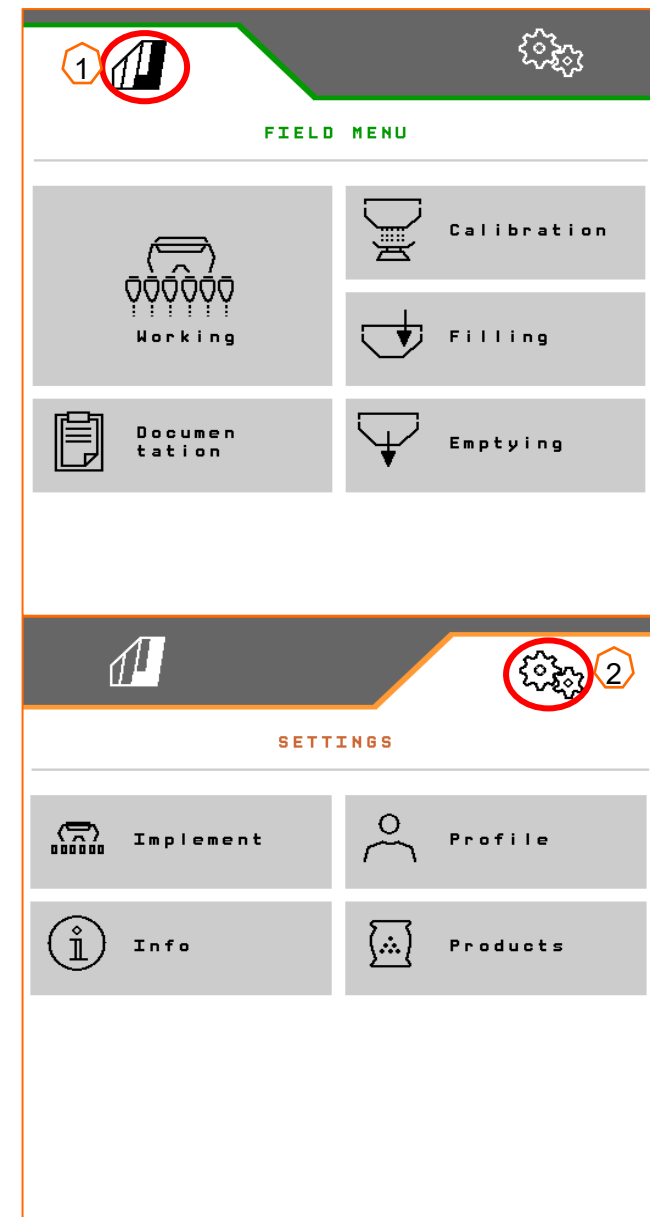 1
FIELD MENU
Working
Calibration
Filling
Documen
tation
Emptying
2
SETTINGS
Implement
Profile
Info
Products